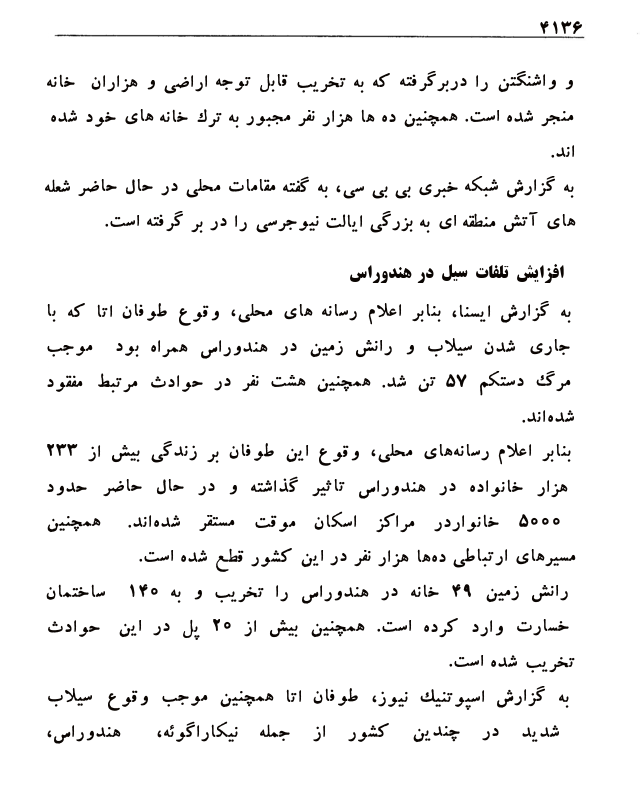 ۴۱۳۶
و واشنگتن را دربرگرفته که به تخریب قابل توجه اراضی و هزاران خانه
منجر شده است. همچنین ده ها هزار نفر مجبور به ترك خانه های خود شده
اند.
به گزارش شبکه خبری بی بی سی، به گفته مقامات محلی در حال حاضر شعله
های آتش منطقه ای به بزرگی ایالت نیوجرسی را در بر گرفته است.
افزایش تلفات سیل در هندوراس
به گزارش ایسنا، بنابر اعلام رسانه های محلی، وقوع طوفان اتا که با
جاری شدن سیلاب و رانش زمین در هندوراس همراه بود موجب
مرگ دستکم ۵۷ تن شد. همچنین هشت نفر در حوادث مرتبط مفقود
شده‌اند.
بنابر اعلام رسانه‌های محلی، وقوع این طوفان بر زندگی بیش از ۲۳۳
هزار خانواده در هندوراس تاثیر گذاشته و در حال حاضر حدود
۵۰۰۰ خانواردر مراکز اسکان موقت مستقر شده‌اند. همچنین
مسیرهای ارتباطی ده‌ها هزار نفر در این کشور قطع شده است.
رانش زمین ۴۹ خانه در هندوراس را تخریب و به ۱۴۰ ساختمان
خسارت وارد کرده است. همچنین بیش از ۲۰ پل در این حوادث
تخریب شده است.
به گزارش اسپوتنیك نیوز، طوفان اتا همچنین موجب وقوع سیلاب
شدید در چندین کشور از جمله نیکاراگوئه، هندوراس،